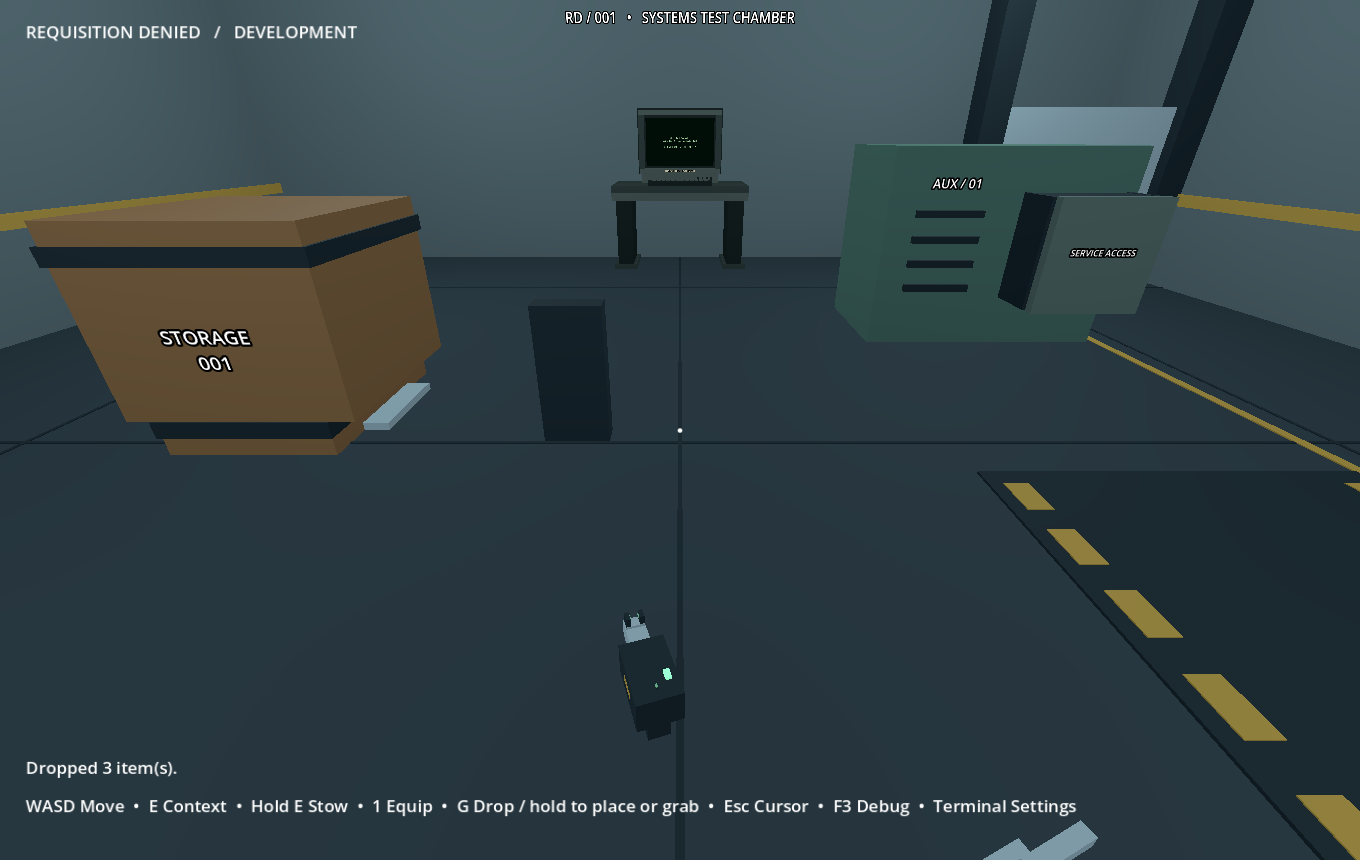 RD / 001 • SYSTEMS TEST CHAMBER
REQUISITION DENIED / DEVELOPMENT
AUX / 01
SERVICE ACCESS
STORAGE
001
Dropped 3 item(s).
WASD Move • E Context • Hold E Stow • 1 Equip • G Drop / hold to place or grab • Esc Cursor • F3 Debug • Terminal Settings